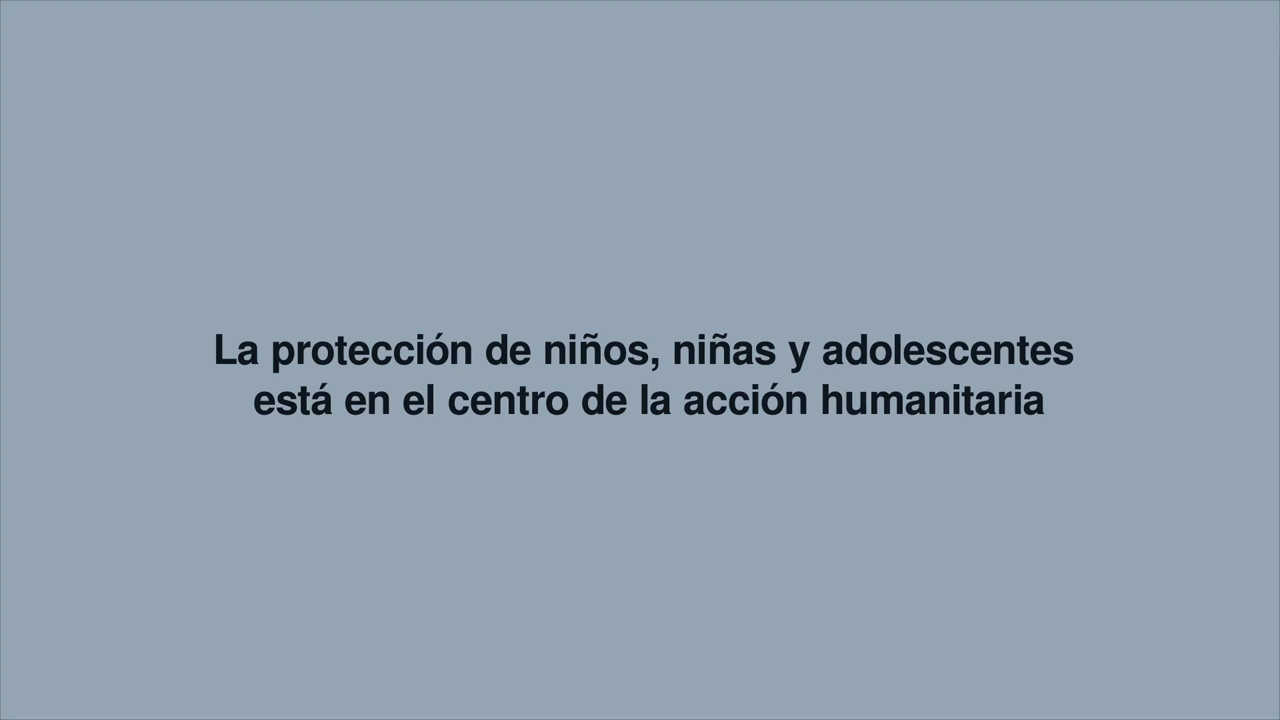 La protección de niños, niñas y adolescentes
está en el centro de la acción humanitaria